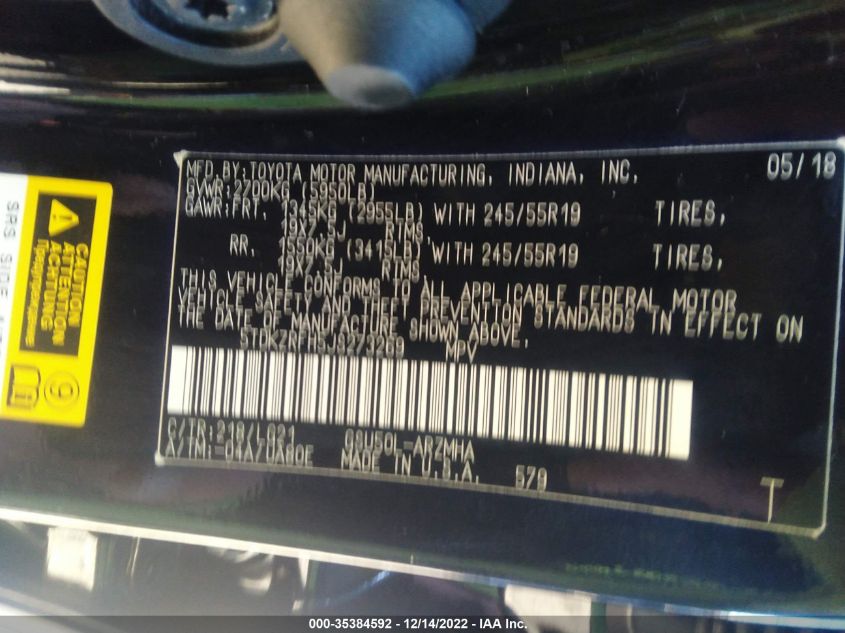 MFD. BY: TOYOTA MOTOR MANUFACTURING, INDIANA, INC. 05/18
GVWR:2700KG (5950LB)
GAWR:FRT. 1345KG (2955LB) WITH 245/55R19 TIRES,
19X7.5J RIMS,
RR. 1550KG (3415LB) WITH 245/55R19 TIRES,
19X7.5J RIMS,
THIS VEHICLE CONFORMS TO ALL APPLICABLE FEDERAL MOTOR
VEHICLE SAFETY AND THEFT PREVENTION STANDARDS IN EFFECT ON
THE DATE OF MANUFACTURE SHOWN ABOVE.
5TDKZRFH5JS273269 MPV
C/TR:218/LC21 GSU50L-ARZMHA
A/TM:-04A/UA80E MADE IN U.S.A. 579
T
SRS SIDE
CAUTION
ATTENTION
ACHTUNG
Предупреждение
000-35384592 - 12/14/2022 - IAA Inc.